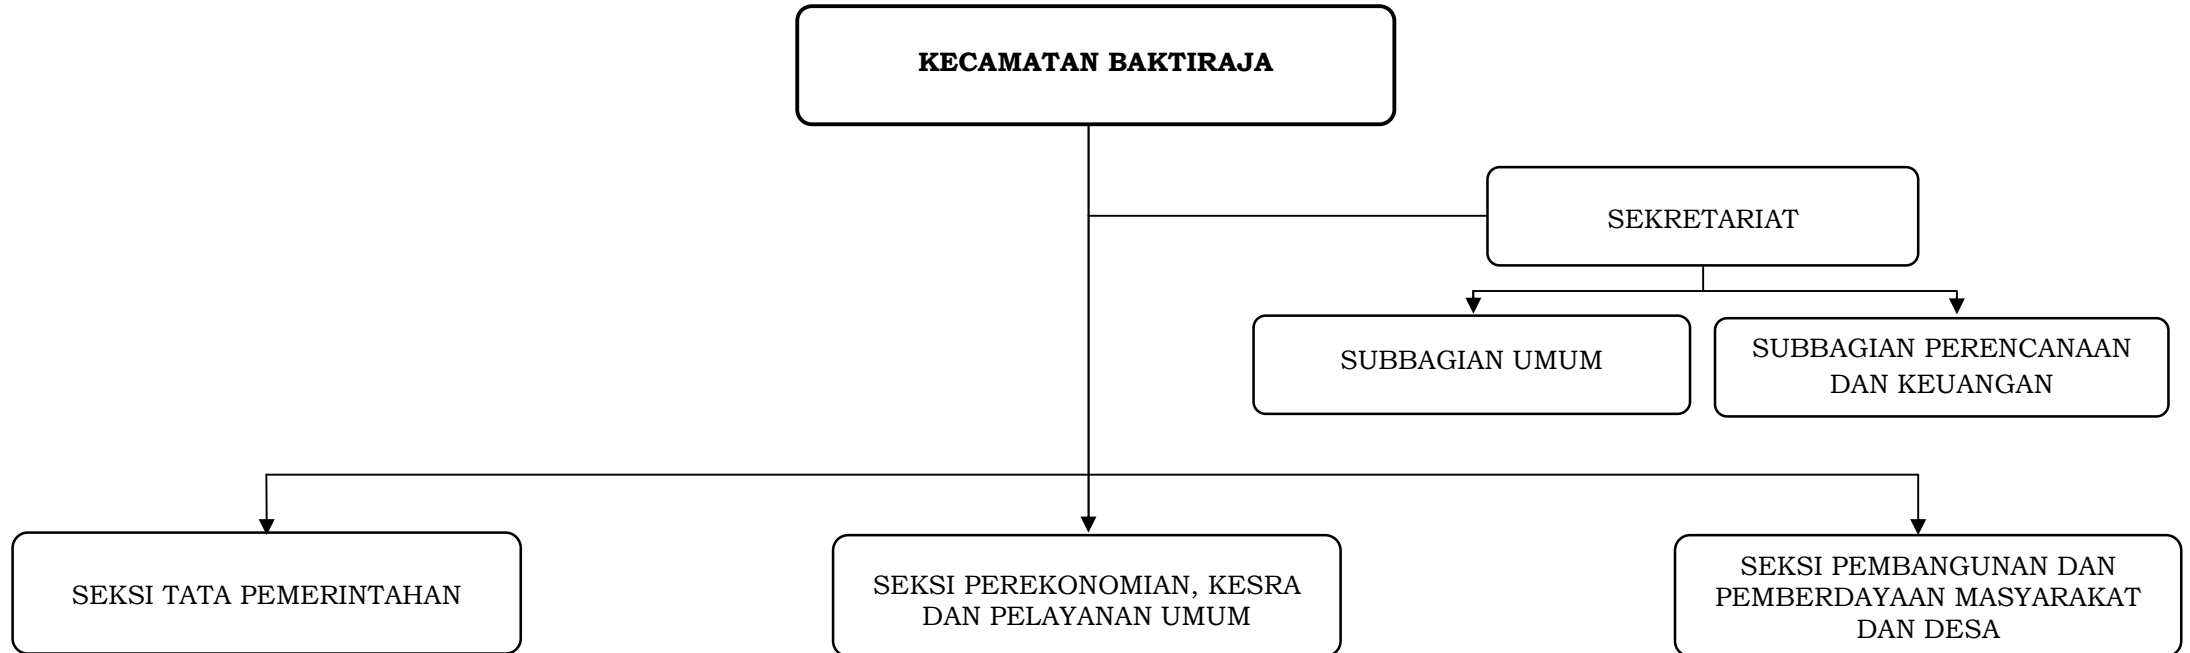 KECAMATAN BAKTIRAJA
SEKRETARIAT
SUBBAGIAN UMUM
SUBBAGIAN PERENCANAAN
DAN KEUANGAN
SEKSI TATA PEMERINTAHAN
SEKSI PEREKONOMIAN, KESRA
DAN PELAYANAN UMUM
SEKSI PEMBANGUNAN DAN
PEMBERDAYAAN MASYARAKAT
DAN DESA